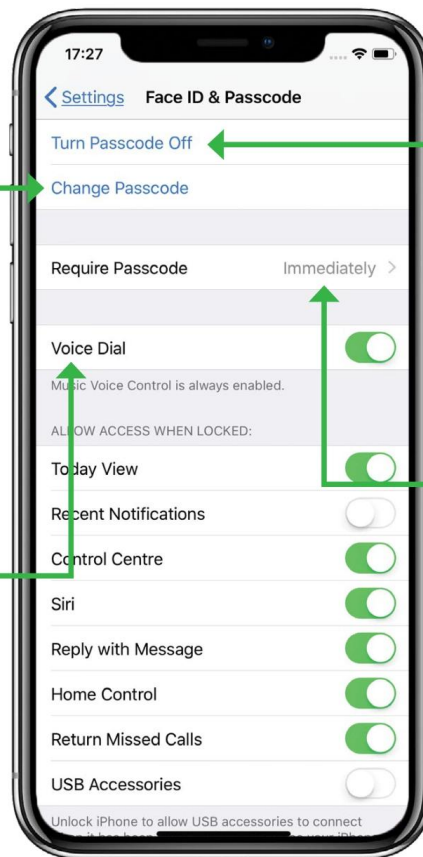 17:27
Settings Face ID & Passcode
Turn Passcode Off
Change Passcode
Require Passcode Immediately
Voice Dial
Music Voice Control is always enabled.
ALLOW ACCESS WHEN LOCKED:
Today View
Recent Notifications
Control Centre
Siri
Reply with Message
Home Control
Return Missed Calls
USB Accessories
Unlock iPhone to allow USB accessories to connect